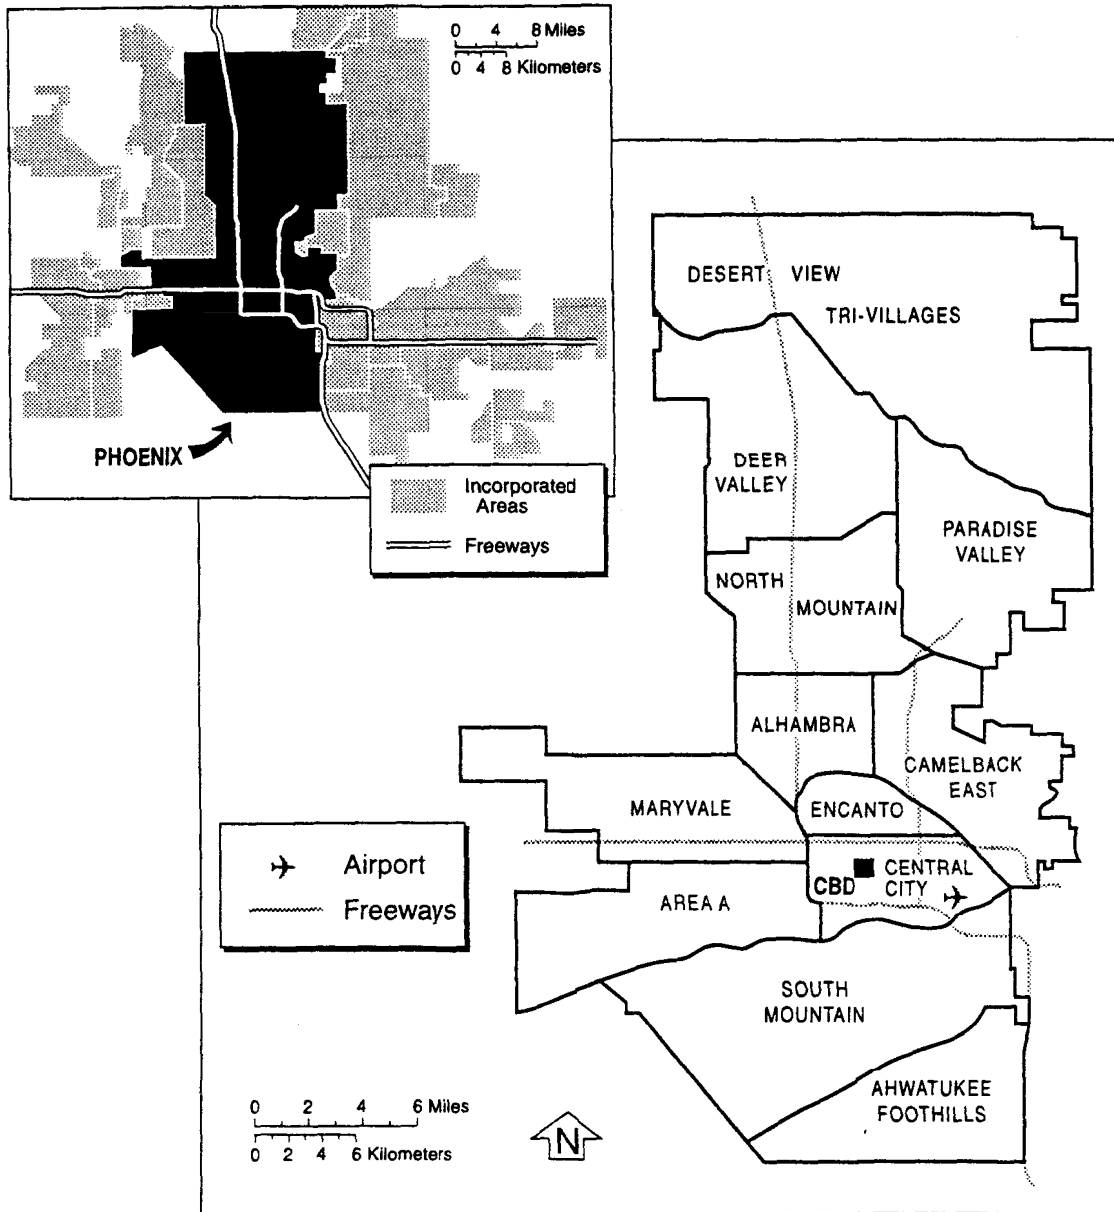 0 4 8 Miles
0 4 8 Kilometers
PHOENIX
Incorporated
Areas
Freeways
DESERT VIEW
TRI-VILLAGES
DEER
VALLEY
PARADISE
VALLEY
NORTH
MOUNTAIN
ALHAMBRA
CAMELBACK
EAST
MARYVALE
ENCANTO
CBD
CENTRAL
CITY
AREA A
SOUTH
MOUNTAIN
AHWATUKEE
FOOTHILLS
Airport
Freeways
0 2 4 6 Miles
0 2 4 6 Kilometers
N